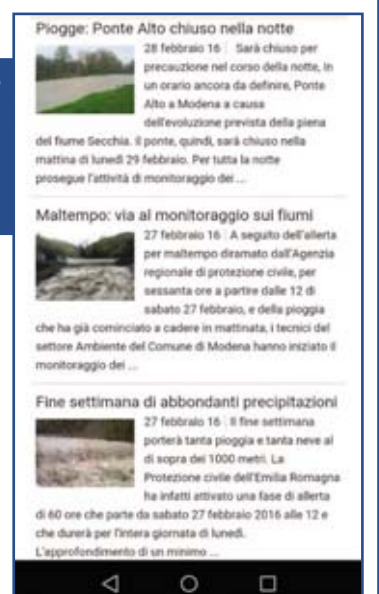 Piogge: Ponte Alto chiuso nella notte
28 febbraio 16 | Sarà chiuso per
precauzione nel corso della notte, in
un orario ancora da definire, Ponte
Alto a Modena a causa
dell'evoluzione prevista della piena
del fiume Secchia. Il ponte, quindi, sarà chiuso nella
mattina di lunedì 29 febbraio. Per tutta la notte
prosegue l'attività di monitoraggio dei ...
Maltempo: via al monitoraggio sui fiumi
27 febbraio 16 | A seguito dell'allerta
per maltempo diramato dall'Agenzia
regionale di protezione civile, per
sessanta ore a partire dalle 12 di
sabato 27 febbraio, e della pioggia
che ha già cominciato a cadere in mattinata, i tecnici del
settore Ambiente del Comune di Modena hanno iniziato il
monitoraggio dei ...
Fine settimana di abbondanti precipitazioni
27 febbraio 16 | Il fine settimana
porterà tanta pioggia e tanta neve al
di sopra dei 1000 metri. La
Protezione civile dell'Emilia Romagna
ha infatti attivato una fase di allerta
di 60 ore che parte da sabato 27 febbraio 2016 alle 12 e
che durerà per l'intera giornata di lunedì.
L'approfondimento di un minimo ...